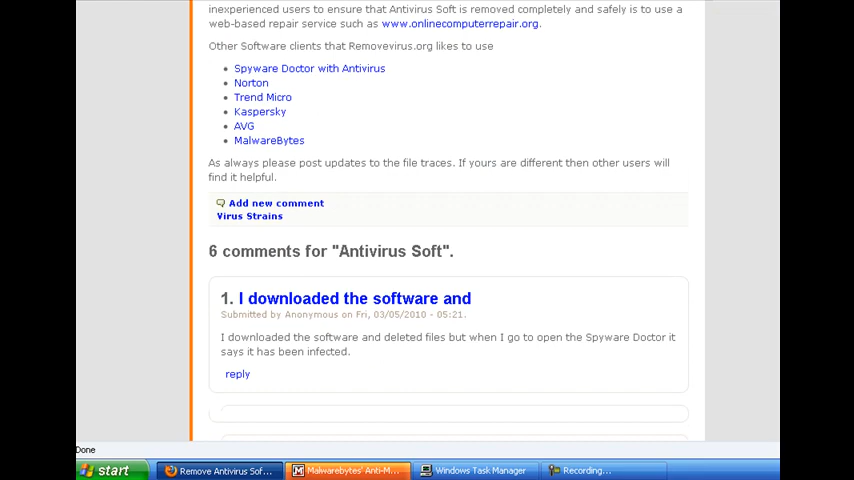 inexperienced users to ensure that Antivirus Soft is removed completely and safely is to use a
web-based repair service such as www.onlinecomputerrepair.org.
Other Software clients that Removevirus.org likes to use
Spyware Doctor with Antivirus
Norton
Trend Micro
Kaspersky
AVG
MalwareBytes
As always please post updates to the file traces. If yours are different then other users will
find it helpful.
Add new comment
Virus Strains
6 comments for "Antivirus Soft".
1. I downloaded the software and
Submitted by Anonymous on Fri, 03/05/2010 - 05:21.
I downloaded the software and deleted files but when I go to open the Spyware Doctor it
says it has been infected.
reply
Done
start Remove Antivirus Sof... Malwarebytes' Anti-M... Windows Task Manager Recording...